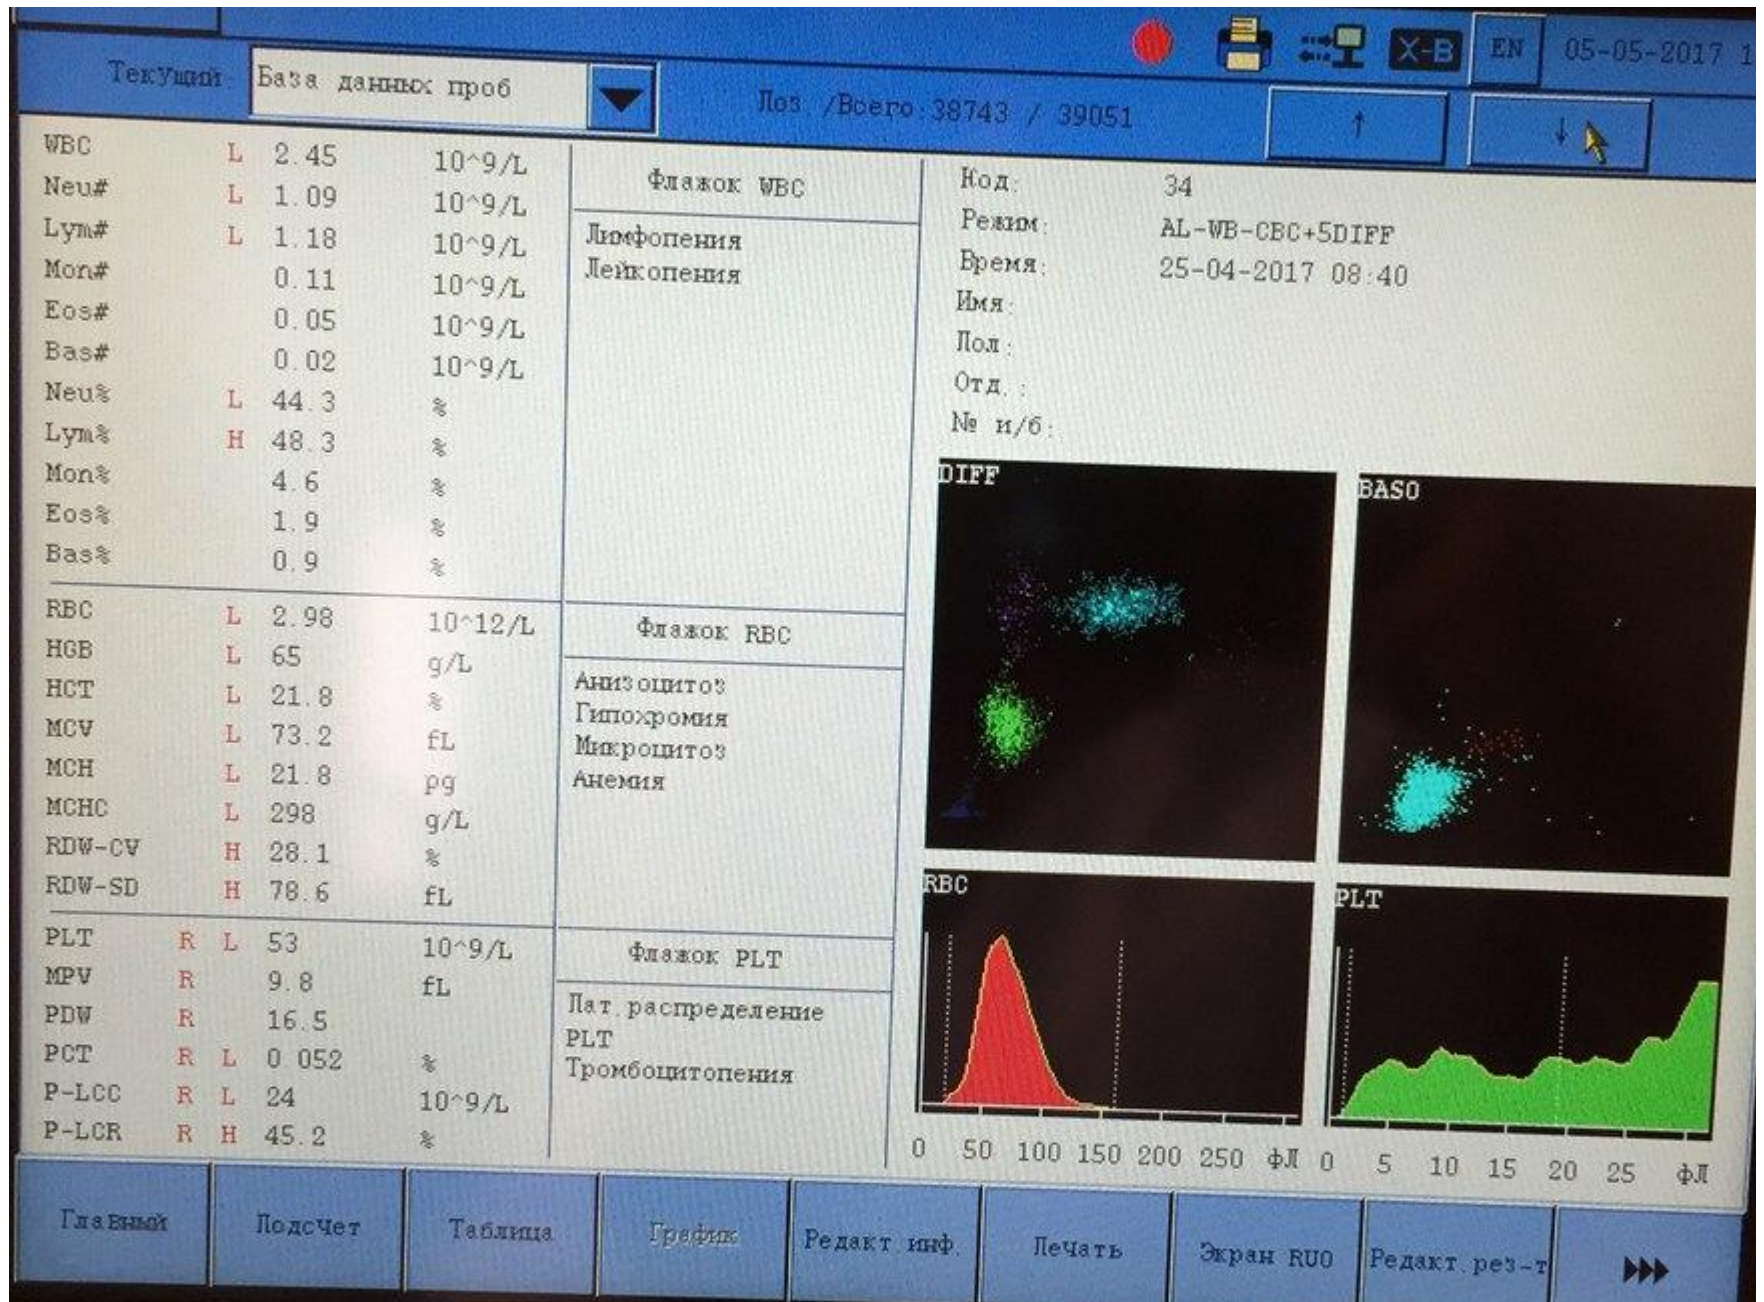 X-B EN 05-05-2017 1
Текущий: База данных проб Поз./Всего:38743 / 39051 ↑ ↓
WBC L 2.45 10^9/L
Neu# L 1.09 10^9/L
Lym# L 1.18 10^9/L
Mon# 0.11 10^9/L
Eos# 0.05 10^9/L
Bas# 0.02 10^9/L
Neu% L 44.3 %
Lym% H 48.3 %
Mon% 4.6 %
Eos% 1.9 %
Bas% 0.9 %
RBC L 2.98 10^12/L
HGB L 65 g/L
HCT L 21.8 %
MCV L 73.2 fL
MCH L 21.8 pg
MCHC L 298 g/L
RDW-CV H 28.1 %
RDW-SD H 78.6 fL
PLT R L 53 10^9/L
MPV R 9.8 fL
PDW R 16.5
PCT R L 0.052 %
P-LCC R L 24 10^9/L
P-LCR R H 45.2 %
Флажок WBC
Лимфопения
Лейкопения
Флажок RBC
Анизоцитоз
Гипохромия
Микроцитоз
Анемия
Флажок PLT
Пат.распределение
PLT
Тромбоцитопения
Код: 34
Режим: AL-WB-CBC+5DIFF
Время: 25-04-2017 08:40
Имя:
Пол:
Отд.:
№ и/б:
DIFF
BASO
RBC
0 50 100 150 200 250 фЛ
PLT
0 5 10 15 20 25 фЛ
Главный Подсчет Таблица График Редакт.инф. Печать Экран RUO Редакт.рез-т